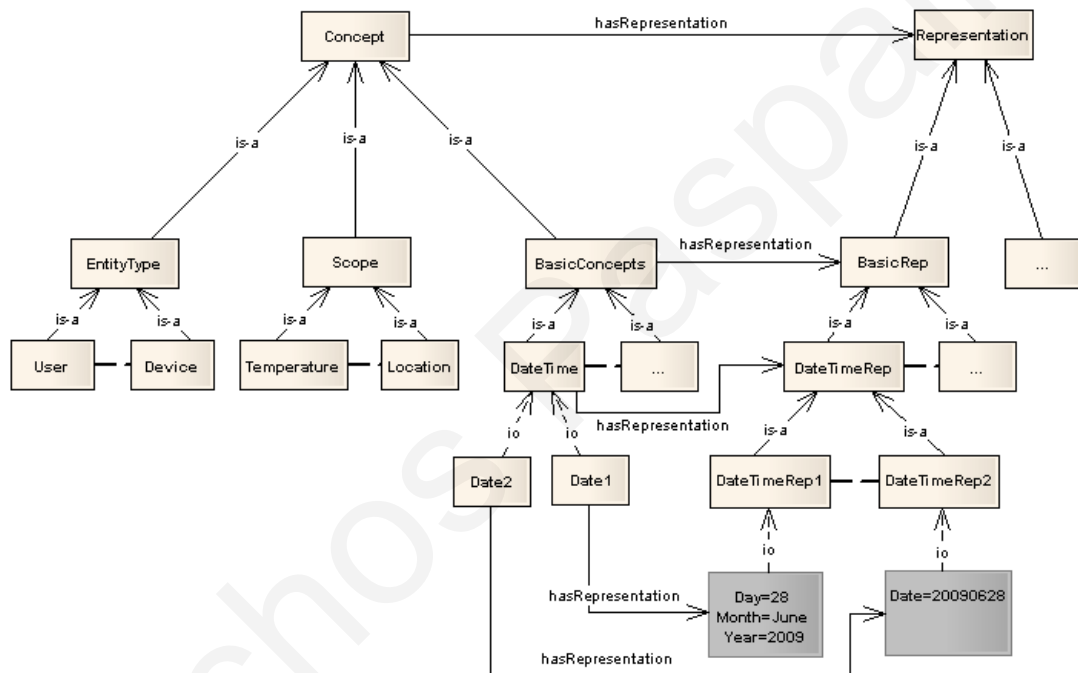 hasRepresentation
Concept
Representation
is-a
is-a
is-a
is-a
is-a
hasRepresentation
EntityType
Scope
BasicConcepts
BasicRep
...
is-a
is-a
is-a
is-a
is-a
is-a
is-a
is-a
User
Device
Temperature
Location
DateTime
...
DateTimeRep
...
hasRepresentation
io
io
is-a
is-a
Date2
Date1
DateTimeRep1
DateTimeRep2
io
io
hasRepresentation
Day=28
Month=June
Year=2009
Date=20090628
hasRepresentation